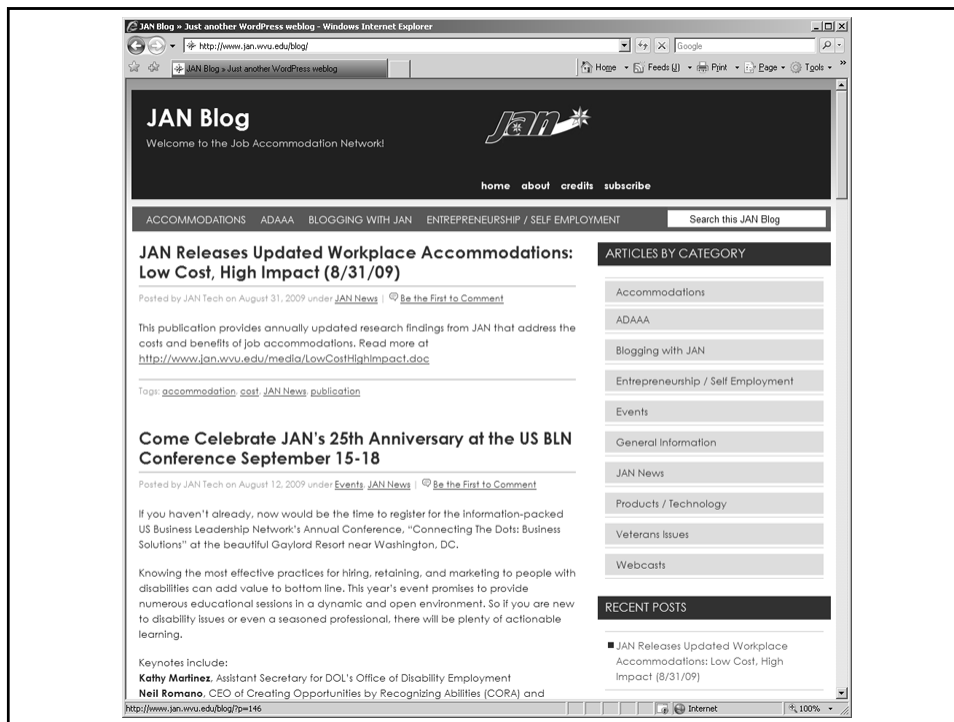 JAN Blog » Just another WordPress weblog - Windows Internet Explorer
http://www.jan.wvu.edu/blog/
Google
JAN Blog » Just another WordPress weblog
Home Feeds (J) Print Page Tools »
JAN Blog
Welcome to the Job Accommodation Network!
jan
home about credits subscribe
ACCOMMODATIONS ADAAA BLOGGING WITH JAN ENTREPRENEURSHIP / SELF EMPLOYMENT
Search this JAN Blog
JAN Releases Updated Workplace Accommodations:
Low Cost, High Impact (8/31/09)
Posted by JAN Tech on August 31, 2009 under JAN News | Be the First to Comment
This publication provides annually updated research findings from JAN that address the
costs and benefits of job accommodations. Read more at
http://www.jan.wvu.edu/media/LowCostHighImpact.doc
Tags: accommodation, cost, JAN News, publication
Come Celebrate JAN's 25th Anniversary at the US BLN
Conference September 15-18
Posted by JAN Tech on August 12, 2009 under Events, JAN News | Be the First to Comment
If you haven't already, now would be the time to register for the information-packed
US Business Leadership Network's Annual Conference, "Connecting The Dots: Business
Solutions" at the beautiful Gaylord Resort near Washington, DC.
Knowing the most effective practices for hiring, retaining, and marketing to people with
disabilities can add value to bottom line. This year's event promises to provide
numerous educational sessions in a dynamic and open environment. So if you are new
to disability issues or even a seasoned professional, there will be plenty of actionable
learning.
Keynotes include:
Kathy Martinez, Assistant Secretary for DOL's Office of Disability Employment
Neil Romano, CEO of Creating Opportunities by Recognizing Abilities (CORA) and
ARTICLES BY CATEGORY
Accommodations
ADAAA
Blogging with JAN
Entrepreneurship / Self Employment
Events
General Information
JAN News
Products / Technology
Veterans Issues
Webcasts
RECENT POSTS
JAN Releases Updated Workplace
Accommodations: Low Cost, High
Impact (8/31/09)
http://www.jan.wvu.edu/blog/?p=146
Internet
100%